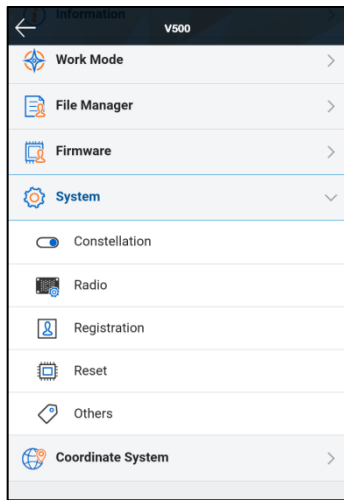 Information
V500
Work Mode
File Manager
Firmware
System
Constellation
Radio
Registration
Reset
Others
Coordinate System